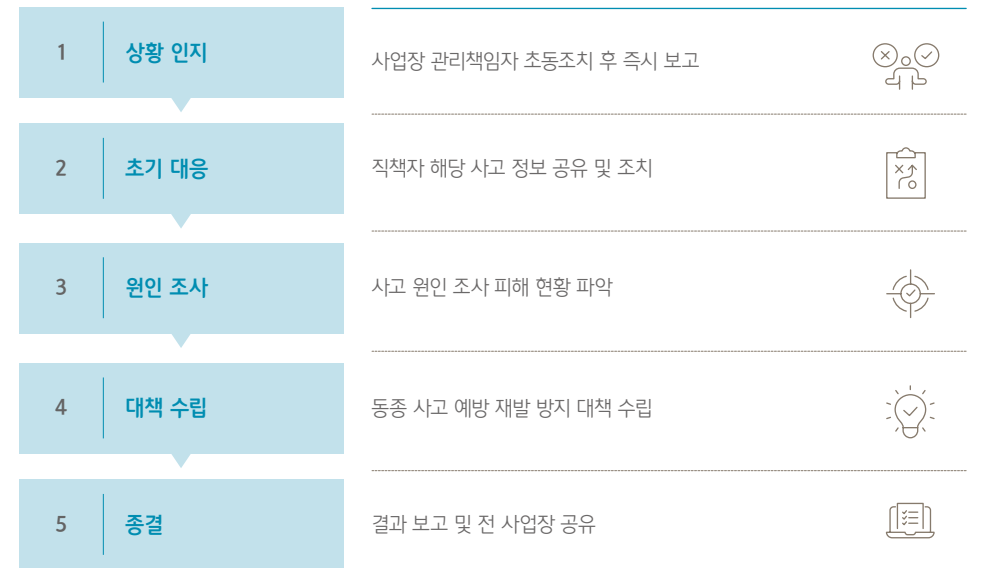 1 상황 인지 사업장 관리책임자 초동조치 후 즉시 보고
2 초기 대응 직책자 해당 사고 정보 공유 및 조치
3 원인 조사 사고 원인 조사 피해 현황 파악
4 대책 수립 동종 사고 예방 재발 방지 대책 수립
5 종결 결과 보고 및 전 사업장 공유